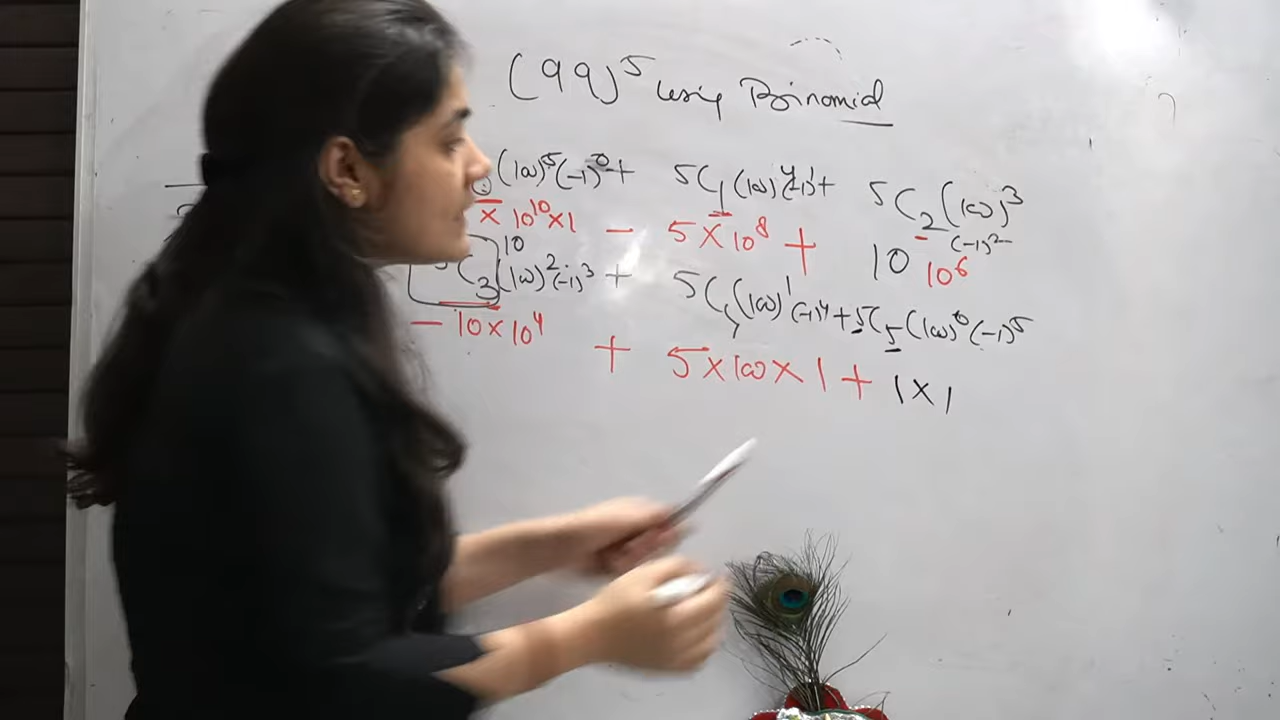 (99)^5 using Binomial
(100)^5 (-1)^0 + 5C1 (100)^4 (-1)^1 + 5C2 (100)^3 (-1)^2
x 10^10 x 1 - 5 x 10^8 + 10 10^6
10
5C3 (100)^2 (-1)^3 + 5C4 (100)^1 (-1)^4 + 5C5 (100)^0 (-1)^5
- 10 x 10^4 + 5 x 100 x 1 + 1 x 1